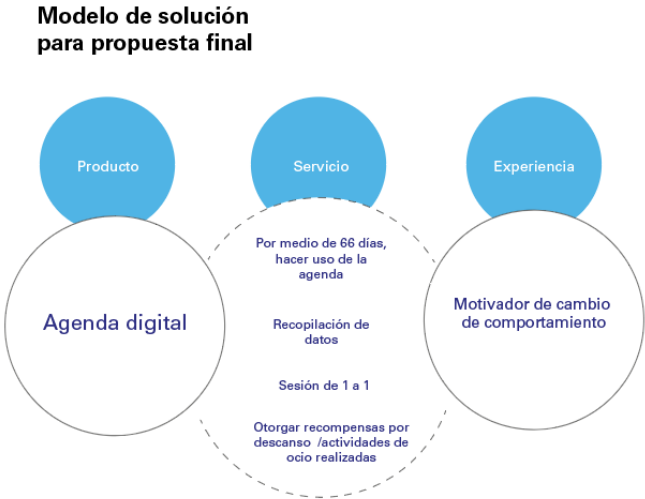 Modelo de solución
para propuesta final
Producto
Servicio
Experiencia
Agenda digital
Por medio de 66 días,
hacer uso de la
agenda
Recopilación de
datos
Sesión de 1 a 1
Otorgar recompensas por
descanso /actividades de
ocio realizadas
Motivador de cambio
de comportamiento